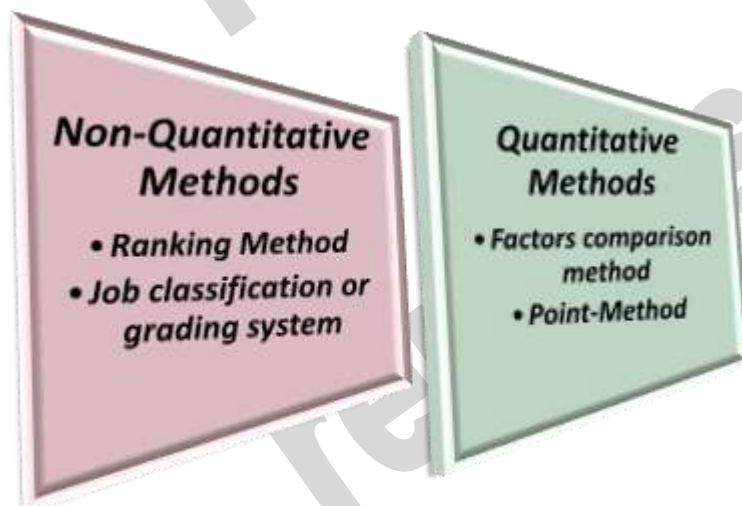 Non-Quantitative
Methods
• Ranking Method
• Job classification or
grading system
Quantitative
Methods
• Factors comparison
method
• Point-Method